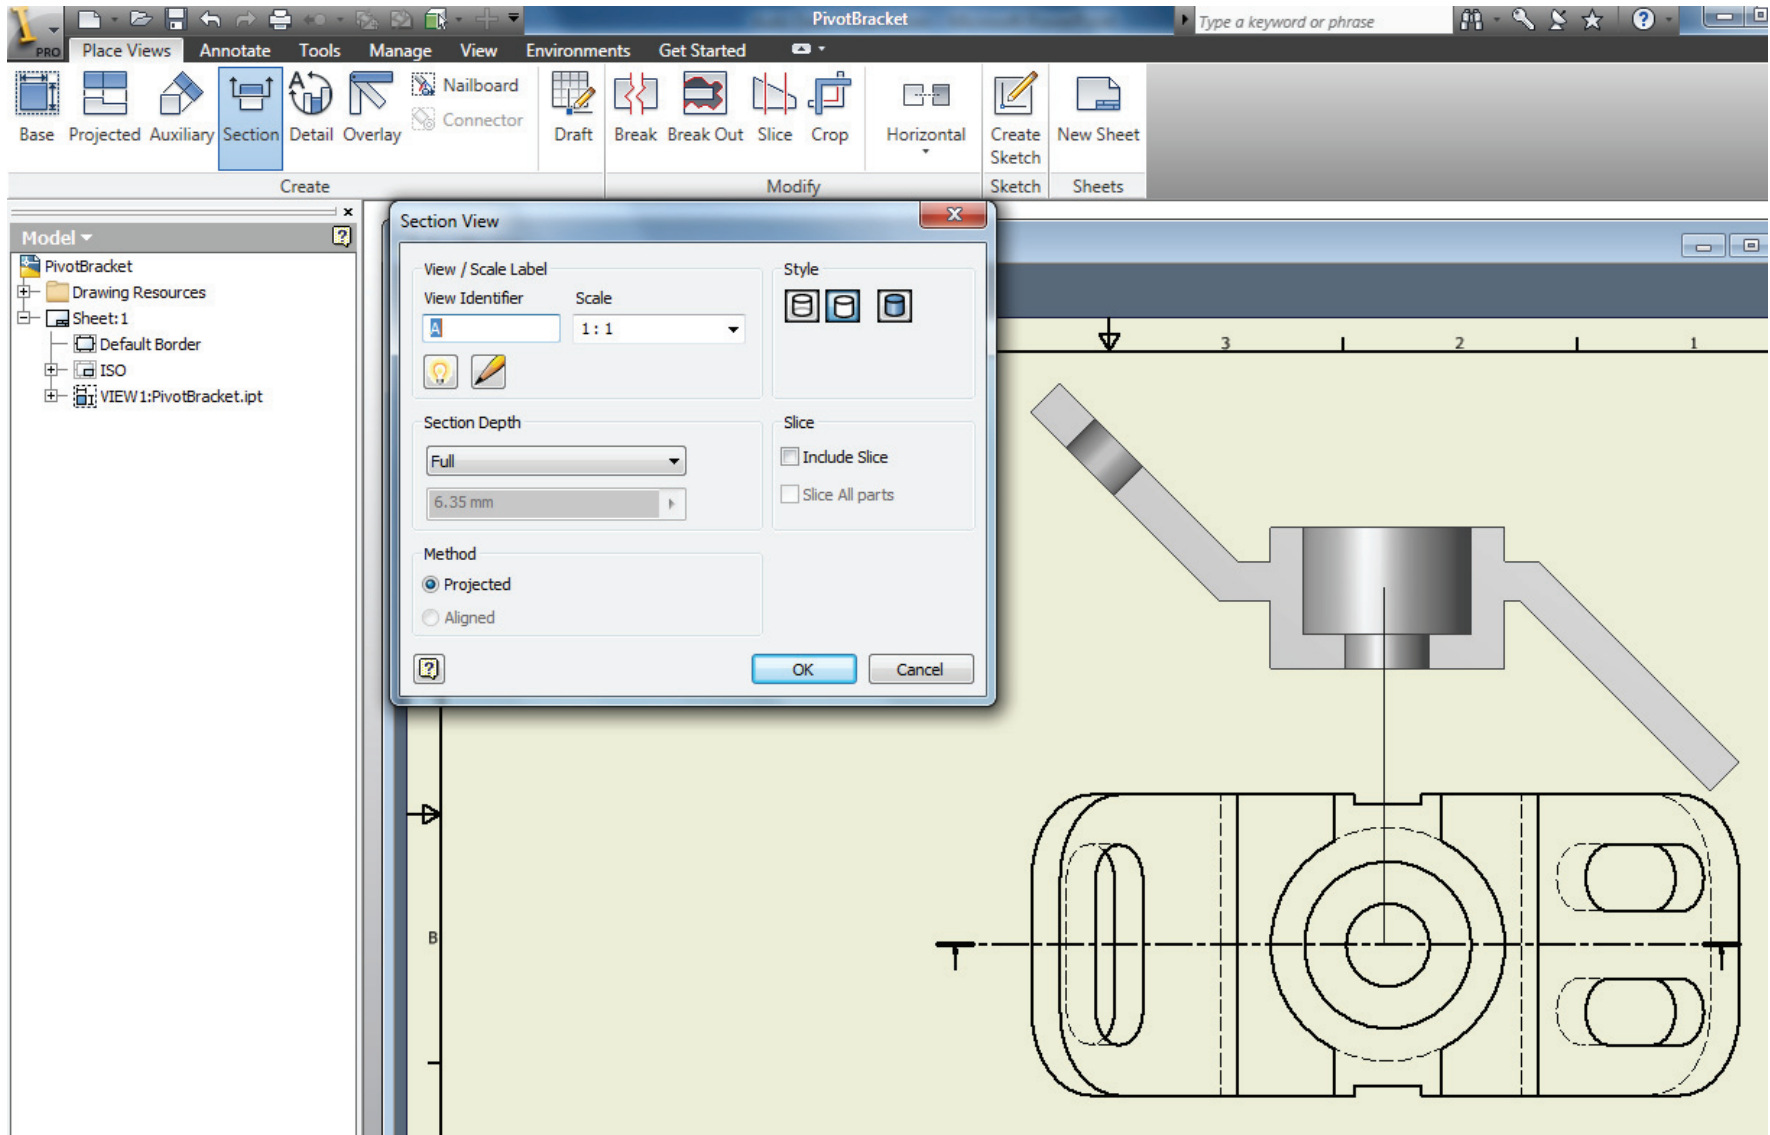 PivotBracket
Type a keyword or phrase
PRO
Place Views Annotate Tools Manage View Environments Get Started
Base Projected Auxiliary Section Detail Overlay
Nailboard
Connector
Draft Break Break Out Slice Crop Horizontal
Create Sketch
New Sheet
Create Modify Sketch Sheets
Model
PivotBracket
Drawing Resources
Sheet:1
Default Border
ISO
VIEW1:PivotBracket.ipt
Section View
View / Scale Label
View Identifier Scale
A 1 : 1
Style
Section Depth
Full
6.35 mm
Slice
Include Slice
Slice All parts
Method
Projected
Aligned
OK Cancel
3 2 1
B